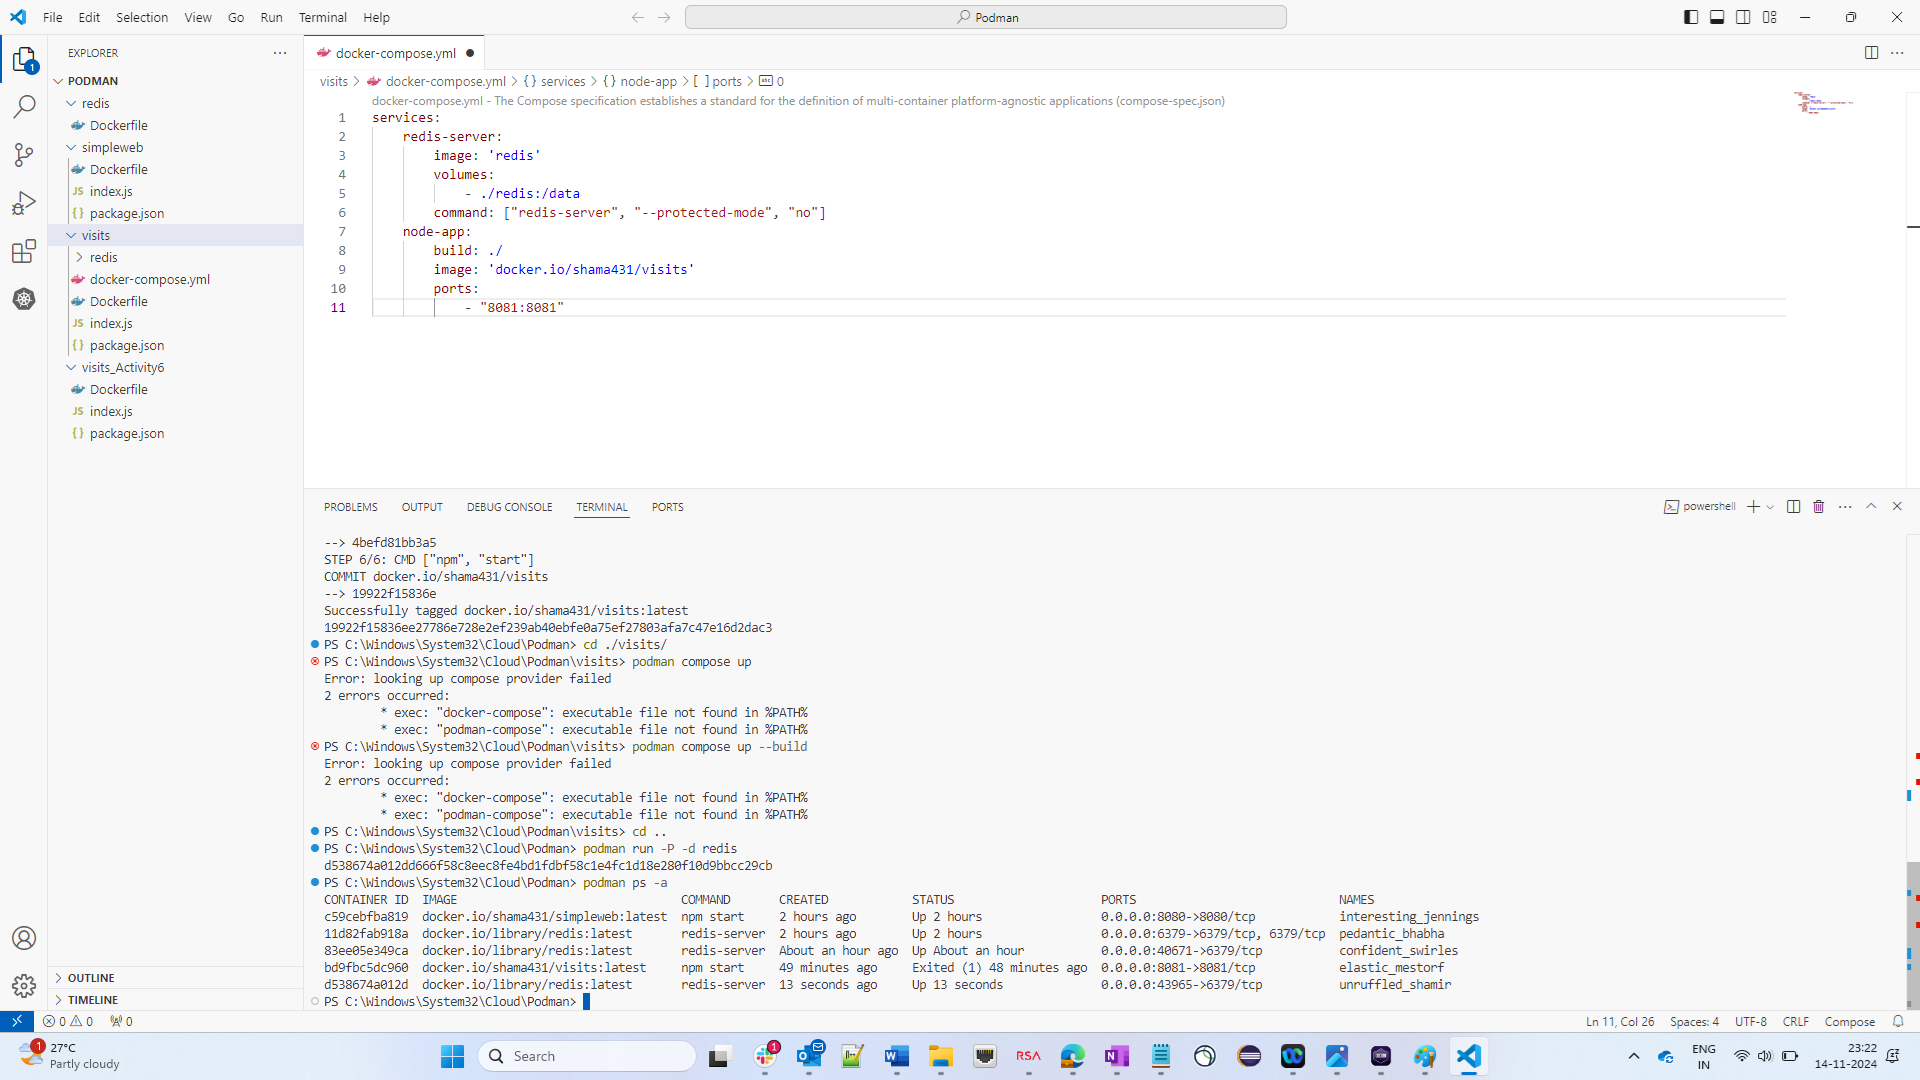 File Edit Selection View Go Run Terminal Help
Podman
EXPLORER
PODMAN
redis
Dockerfile
simpleweb
Dockerfile
JS index.js
{} package.json
visits
redis
docker-compose.yml
Dockerfile
JS index.js
{} package.json
visits_Activity6
Dockerfile
JS index.js
{} package.json
OUTLINE
TIMELINE
1
docker-compose.yml
visits > docker-compose.yml > {} services > {} node-app > [ ] ports > abc 0
docker-compose.yml - The Compose specification establishes a standard for the definition of multi-container platform-agnostic applications (compose-spec.json)
1 services:
2 redis-server:
3 image: 'redis'
4 volumes:
5 - ./redis:/data
6 command: ["redis-server", "--protected-mode", "no"]
7 node-app:
8 build: ./
9 image: 'docker.io/shama431/visits'
10 ports:
11 - "8081:8081"
PROBLEMS OUTPUT DEBUG CONSOLE TERMINAL PORTS
powershell
--> 4befd81bb3a5
STEP 6/6: CMD ["npm", "start"]
COMMIT docker.io/shama431/visits
--> 19922f15836e
Successfully tagged docker.io/shama431/visits:latest
19922f15836ee27786e728e2ef239ab40ebfe0a75ef27803afa7c47e16d2dac3
PS C:\Windows\System32\Cloud\Podman> cd ./visits/
PS C:\Windows\System32\Cloud\Podman\visits> podman compose up
Error: looking up compose provider failed
2 errors occurred:
* exec: "docker-compose": executable file not found in %PATH%
* exec: "podman-compose": executable file not found in %PATH%
PS C:\Windows\System32\Cloud\Podman\visits> podman compose up --build
Error: looking up compose provider failed
2 errors occurred:
* exec: "docker-compose": executable file not found in %PATH%
* exec: "podman-compose": executable file not found in %PATH%
PS C:\Windows\System32\Cloud\Podman\visits> cd ..
PS C:\Windows\System32\Cloud\Podman> podman run -P -d redis
d538674a012dd666f58c8eec8fe4bd1fdbf58c1e4fc1d18e280f10d9bbcc29cb
PS C:\Windows\System32\Cloud\Podman> podman ps -a
CONTAINER ID IMAGE COMMAND CREATED STATUS PORTS NAMES
c59cebfba819 docker.io/shama431/simpleweb:latest npm start 2 hours ago Up 2 hours 0.0.0.0:8080->8080/tcp interesting_jennings
11d82fab918a docker.io/library/redis:latest redis-server 2 hours ago Up 2 hours 0.0.0.0:6379->6379/tcp, 6379/tcp pedantic_bhabha
83ee05e349ca docker.io/library/redis:latest redis-server About an hour ago Up About an hour 0.0.0.0:40671->6379/tcp confident_swirles
bd9fbc5dc960 docker.io/shama431/visits:latest npm start 49 minutes ago Exited (1) 48 minutes ago 0.0.0.0:8081->8081/tcp elastic_mestorf
d538674a012d docker.io/library/redis:latest redis-server 13 seconds ago Up 13 seconds 0.0.0.0:43965->6379/tcp unruffled_shamir
PS C:\Windows\System32\Cloud\Podman>
0 0 0
Ln 11, Col 26 Spaces: 4 UTF-8 CRLF Compose
1
27°C
Partly cloudy
Search
1
RSA
ENG
IN
23:22
14-11-2024